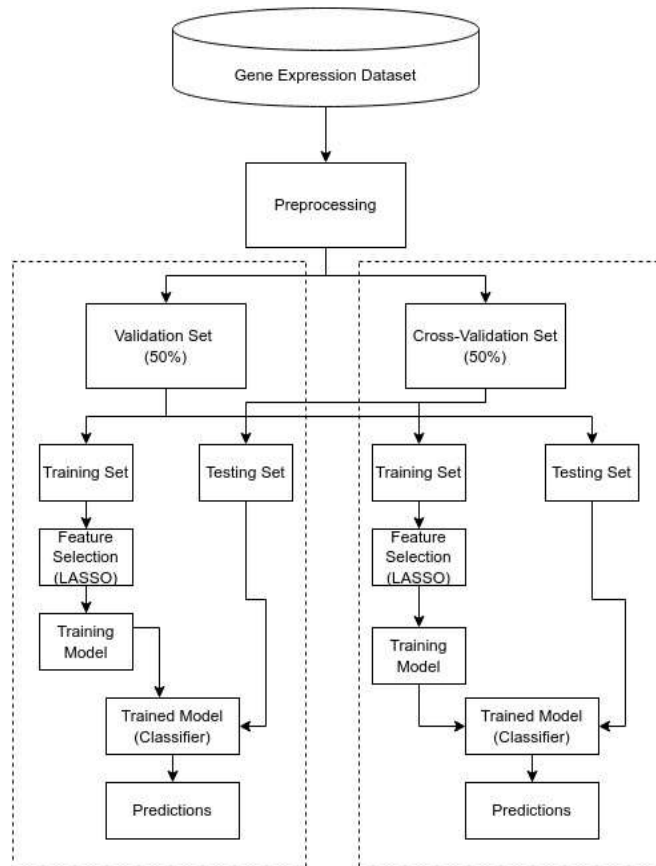 Gene Expression Dataset
Preprocessing
Validation Set
(50%)
Cross-Validation Set
(50%)
Training Set
Testing Set
Training Set
Testing Set
Feature
Selection
(LASSO)
Feature
Selection
(LASSO)
Training
Model
Training
Model
Trained Model
(Classifier)
Trained Model
(Classifier)
Predictions
Predictions